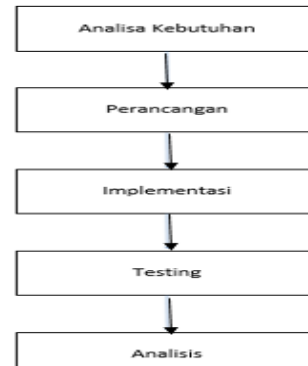 Analisa Kebutuhan
Perancangan
Implementasi
Testing
Analisis